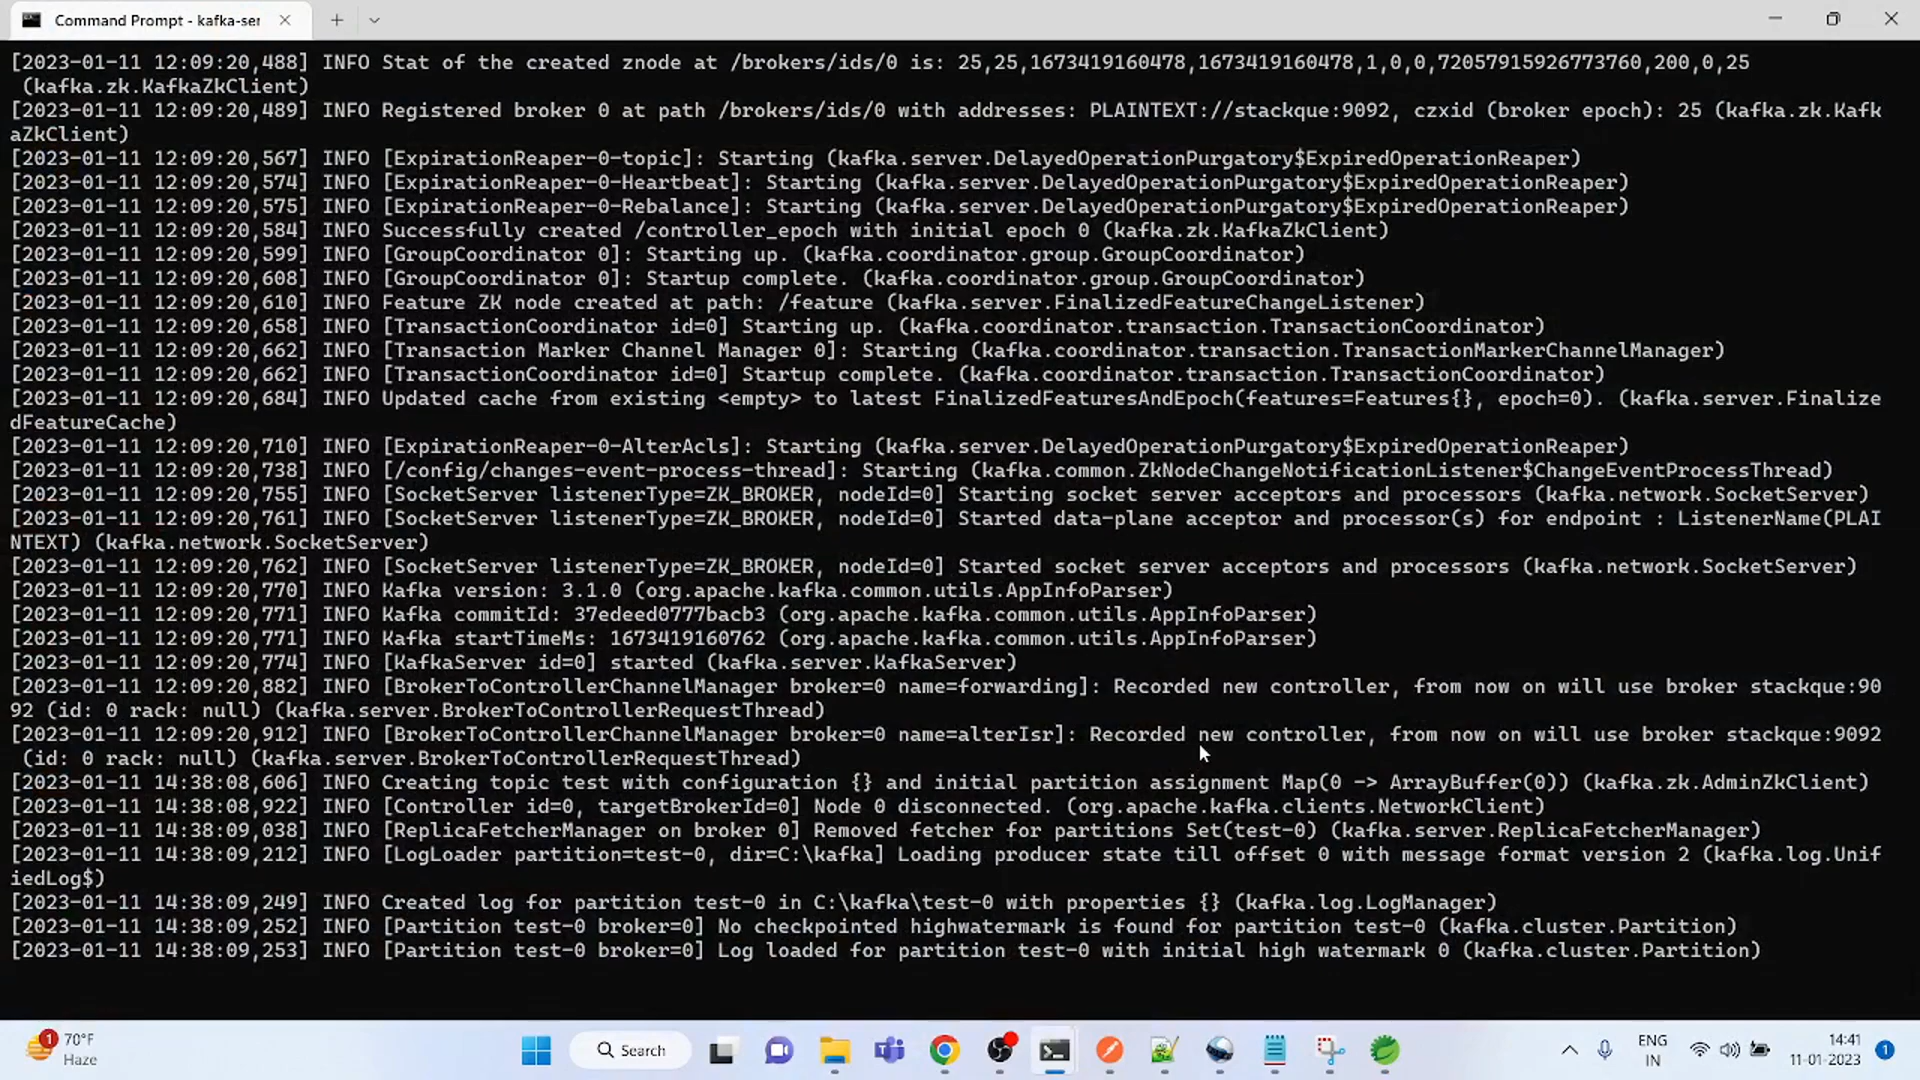 Command Prompt - kafka-ser
[2023-01-11 12:09:20,488] INFO Stat of the created znode at /brokers/ids/0 is: 25,25,1673419160478,1673419160478,1,0,0,72057915926773760,200,0,25
(kafka.zk.KafkaZkClient)
[2023-01-11 12:09:20,489] INFO Registered broker 0 at path /brokers/ids/0 with addresses: PLAINTEXT://stackque:9092, czxid (broker epoch): 25 (kafka.zk.Kafk
aZkClient)
[2023-01-11 12:09:20,567] INFO [ExpirationReaper-0-topic]: Starting (kafka.server.DelayedOperationPurgatory$ExpiredOperationReaper)
[2023-01-11 12:09:20,574] INFO [ExpirationReaper-0-Heartbeat]: Starting (kafka.server.DelayedOperationPurgatory$ExpiredOperationReaper)
[2023-01-11 12:09:20,575] INFO [ExpirationReaper-0-Rebalance]: Starting (kafka.server.DelayedOperationPurgatory$ExpiredOperationReaper)
[2023-01-11 12:09:20,584] INFO Successfully created /controller_epoch with initial epoch 0 (kafka.zk.KafkaZkClient)
[2023-01-11 12:09:20,599] INFO [GroupCoordinator 0]: Starting up. (kafka.coordinator.group.GroupCoordinator)
[2023-01-11 12:09:20,608] INFO [GroupCoordinator 0]: Startup complete. (kafka.coordinator.group.GroupCoordinator)
[2023-01-11 12:09:20,610] INFO Feature ZK node created at path: /feature (kafka.server.FinalizedFeatureChangeListener)
[2023-01-11 12:09:20,658] INFO [TransactionCoordinator id=0] Starting up. (kafka.coordinator.transaction.TransactionCoordinator)
[2023-01-11 12:09:20,662] INFO [Transaction Marker Channel Manager 0]: Starting (kafka.coordinator.transaction.TransactionMarkerChannelManager)
[2023-01-11 12:09:20,662] INFO [TransactionCoordinator id=0] Startup complete. (kafka.coordinator.transaction.TransactionCoordinator)
[2023-01-11 12:09:20,684] INFO Updated cache from existing <empty> to latest FinalizedFeaturesAndEpoch(features=Features{}, epoch=0). (kafka.server.Finalize
dFeatureCache)
[2023-01-11 12:09:20,710] INFO [ExpirationReaper-0-AlterAcls]: Starting (kafka.server.DelayedOperationPurgatory$ExpiredOperationReaper)
[2023-01-11 12:09:20,738] INFO [/config/changes-event-process-thread]: Starting (kafka.common.ZkNodeChangeNotificationListener$ChangeEventProcessThread)
[2023-01-11 12:09:20,755] INFO [SocketServer listenerType=ZK_BROKER, nodeId=0] Starting socket server acceptors and processors (kafka.network.SocketServer)
[2023-01-11 12:09:20,761] INFO [SocketServer listenerType=ZK_BROKER, nodeId=0] Started data-plane acceptor and processor(s) for endpoint : ListenerName(PLAI
NTEXT) (kafka.network.SocketServer)
[2023-01-11 12:09:20,762] INFO [SocketServer listenerType=ZK_BROKER, nodeId=0] Started socket server acceptors and processors (kafka.network.SocketServer)
[2023-01-11 12:09:20,770] INFO Kafka version: 3.1.0 (org.apache.kafka.common.utils.AppInfoParser)
[2023-01-11 12:09:20,771] INFO Kafka commitId: 37edeed0777bacb3 (org.apache.kafka.common.utils.AppInfoParser)
[2023-01-11 12:09:20,771] INFO Kafka startTimeMs: 1673419160762 (org.apache.kafka.common.utils.AppInfoParser)
[2023-01-11 12:09:20,774] INFO [KafkaServer id=0] started (kafka.server.KafkaServer)
[2023-01-11 12:09:20,882] INFO [BrokerToControllerChannelManager broker=0 name=forwarding]: Recorded new controller, from now on will use broker stackque:90
92 (id: 0 rack: null) (kafka.server.BrokerToControllerRequestThread)
[2023-01-11 12:09:20,912] INFO [BrokerToControllerChannelManager broker=0 name=alterIsr]: Recorded new controller, from now on will use broker stackque:9092
(id: 0 rack: null) (kafka.server.BrokerToControllerRequestThread)
[2023-01-11 14:38:08,606] INFO Creating topic test with configuration {} and initial partition assignment Map(0 -> ArrayBuffer(0)) (kafka.zk.AdminZkClient)
[2023-01-11 14:38:08,922] INFO [Controller id=0, targetBrokerId=0] Node 0 disconnected. (org.apache.kafka.clients.NetworkClient)
[2023-01-11 14:38:09,038] INFO [ReplicaFetcherManager on broker 0] Removed fetcher for partitions Set(test-0) (kafka.server.ReplicaFetcherManager)
[2023-01-11 14:38:09,212] INFO [LogLoader partition=test-0, dir=C:\kafka] Loading producer state till offset 0 with message format version 2 (kafka.log.Unif
iedLog$)
[2023-01-11 14:38:09,249] INFO Created log for partition test-0 in C:\kafka\test-0 with properties {} (kafka.log.LogManager)
[2023-01-11 14:38:09,252] INFO [Partition test-0 broker=0] No checkpointed highwatermark is found for partition test-0 (kafka.cluster.Partition)
[2023-01-11 14:38:09,253] INFO [Partition test-0 broker=0] Log loaded for partition test-0 with initial high watermark 0 (kafka.cluster.Partition)
1
70°F
Haze
Search
ENG
IN
14:41
11-01-2023
1